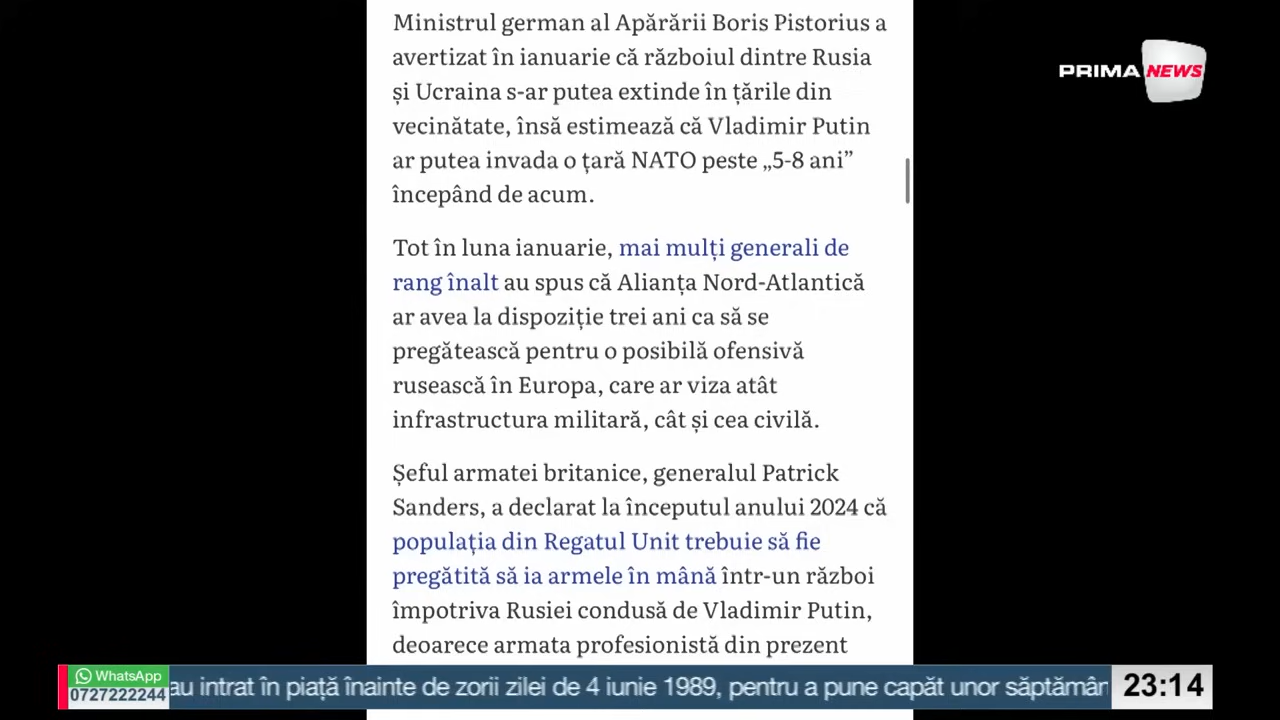 Ministrul german al Apărării Boris Pistorius a
avertizat în ianuarie că războiul dintre Rusia
și Ucraina s-ar putea extinde în țările din
vecinătate, însă estimează că Vladimir Putin
ar putea invada o țară NATO peste „5-8 ani”
începând de acum.
Tot în luna ianuarie, mai mulți generali de
rang înalt au spus că Alianța Nord-Atlantică
ar avea la dispoziție trei ani ca să se
pregătească pentru o posibilă ofensivă
rusească în Europa, care ar viza atât
infrastructura militară, cât și cea civilă.
Șeful armatei britanice, generalul Patrick
Sanders, a declarat la începutul anului 2024 că
populația din Regatul Unit trebuie să fie
pregătită să ia armele în mână într-un război
împotriva Rusiei condusă de Vladimir Putin,
deoarece armata profesionistă din prezent
PRIMA NEWS
WhatsApp
0727222244
au intrat în piață înainte de zorii zilei de 4 iunie 1989, pentru a pune capăt unor săptămân
23:14